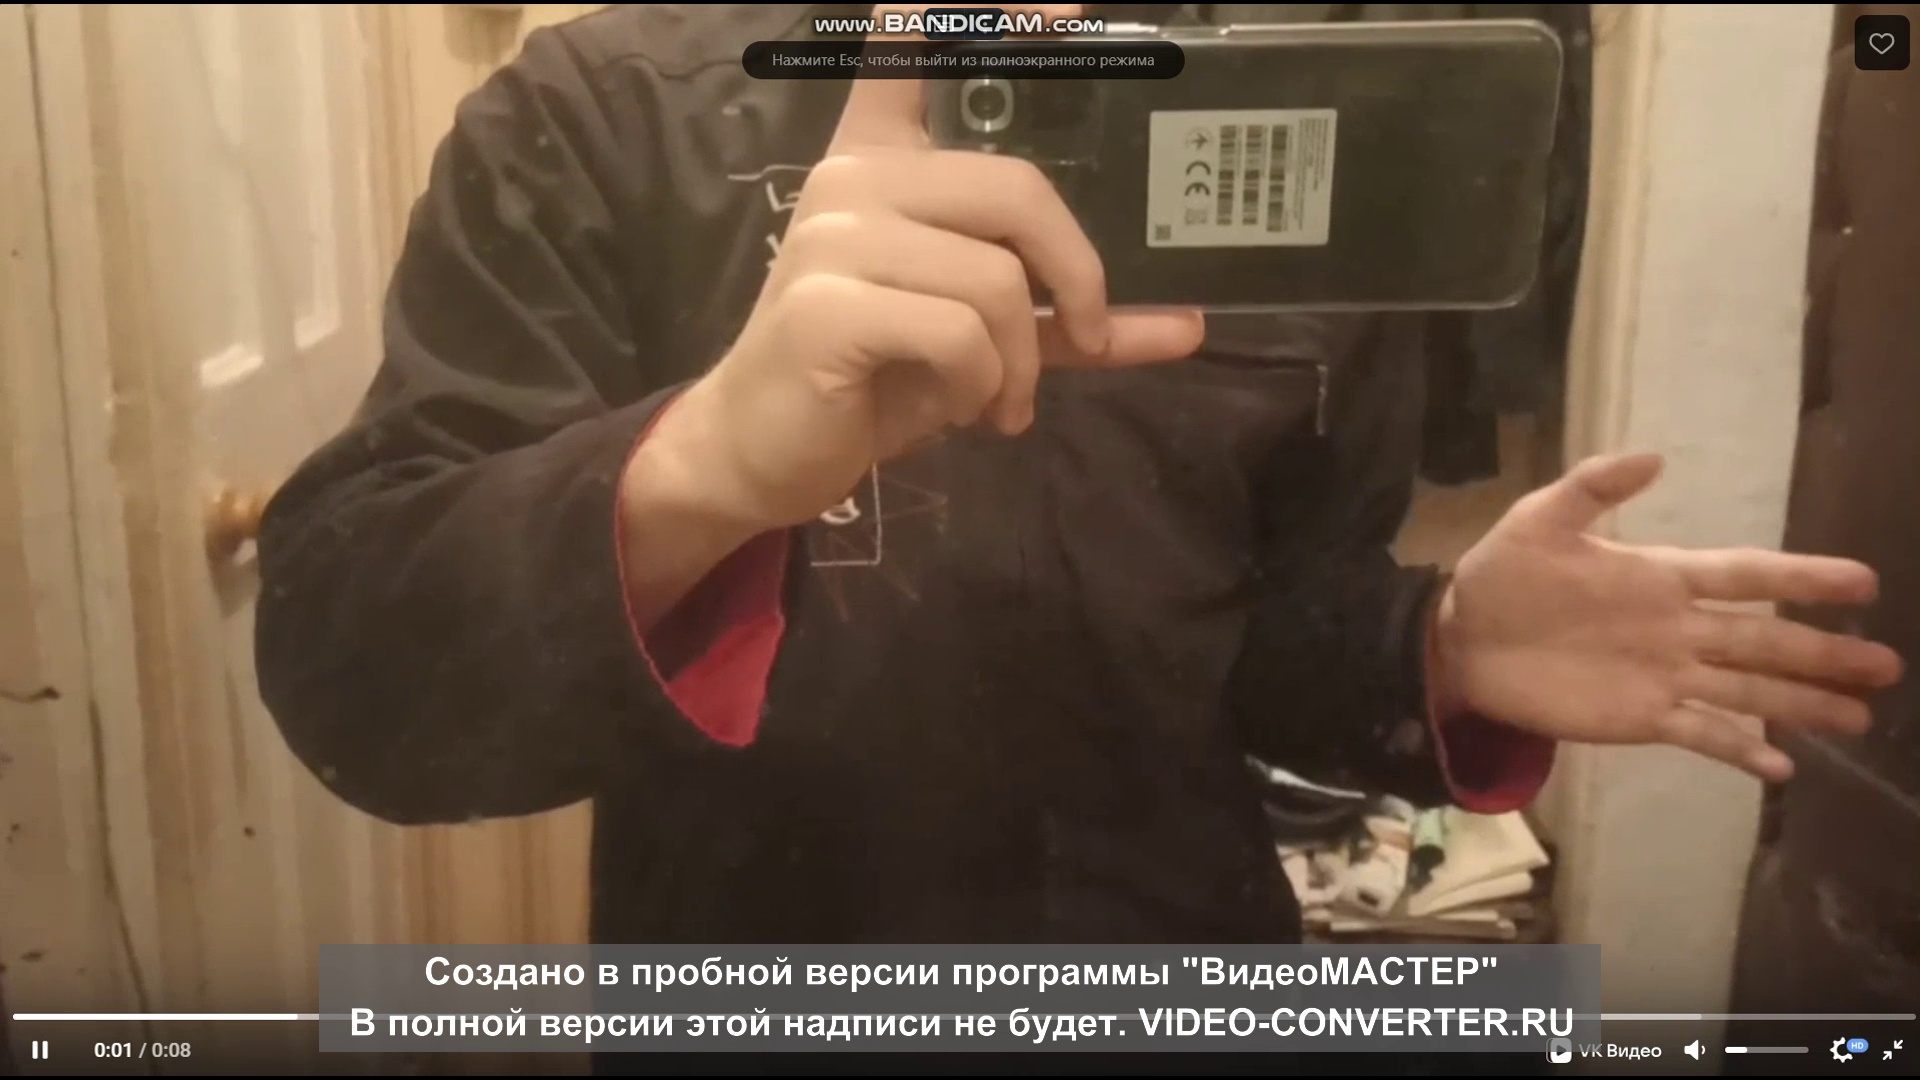 www.BANDICAM.com
Нажмите Esc, чтобы выйти из полноэкранного режима
CE
Создано в пробной версии программы "ВидеоМАСТЕР"
В полной версии этой надписи не будет. VIDEO-CONVERTER.RU
0:01 / 0:08
VK Видео
HD